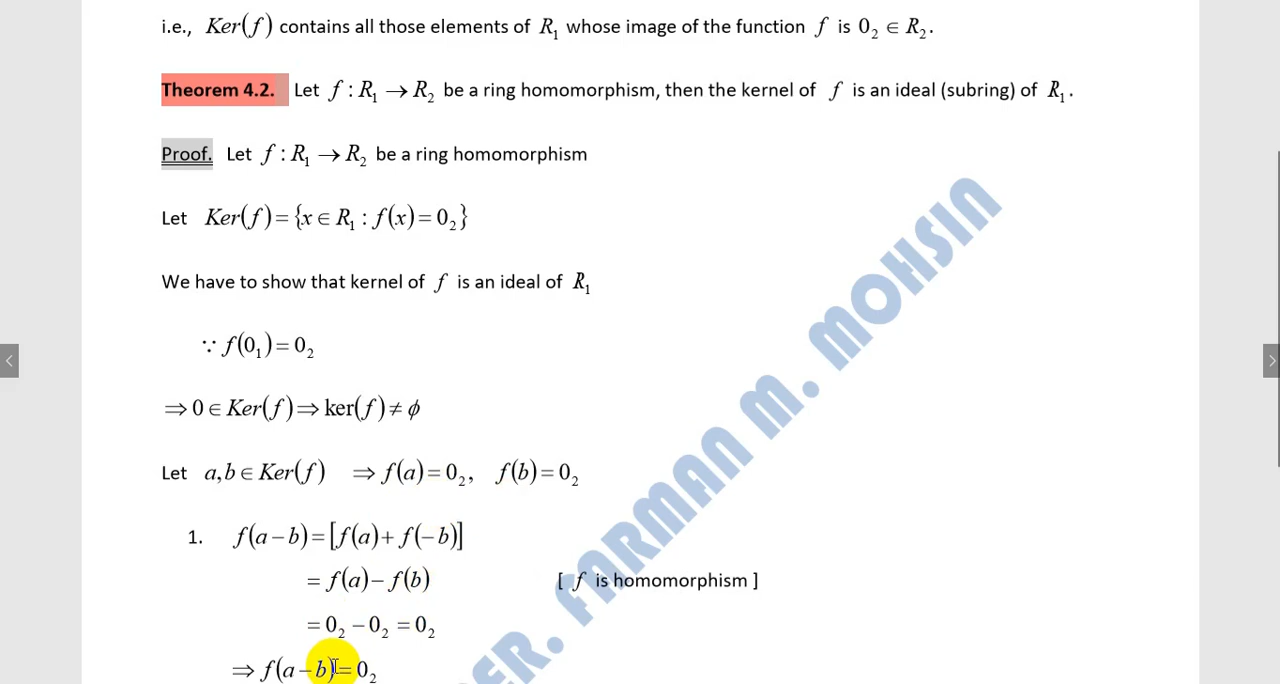 i.e., Ker(f) contains all those elements of R₁ whose image of the function f is 0₂ ∈ R₂.
Theorem 4.2. Let f : R₁ → R₂ be a ring homomorphism, then the kernel of f is an ideal (subring) of R₁.
Proof. Let f : R₁ → R₂ be a ring homomorphism
Let Ker(f) = {x ∈ R₁ : f(x) = 0₂}
We have to show that kernel of f is an ideal of R₁
∵ f(0₁) = 0₂
⇒ 0 ∈ Ker(f) ⇒ ker(f) ≠ ϕ
Let a,b ∈ Ker(f) ⇒ f(a) = 0₂, f(b) = 0₂
1. f(a − b) = [f(a) + f(−b)]
= f(a) − f(b) [ f is homomorphism ]
= 0₂ − 0₂ = 0₂
⇒ f(a − b) = 0₂
ER. FARMAN M. MOHSIN